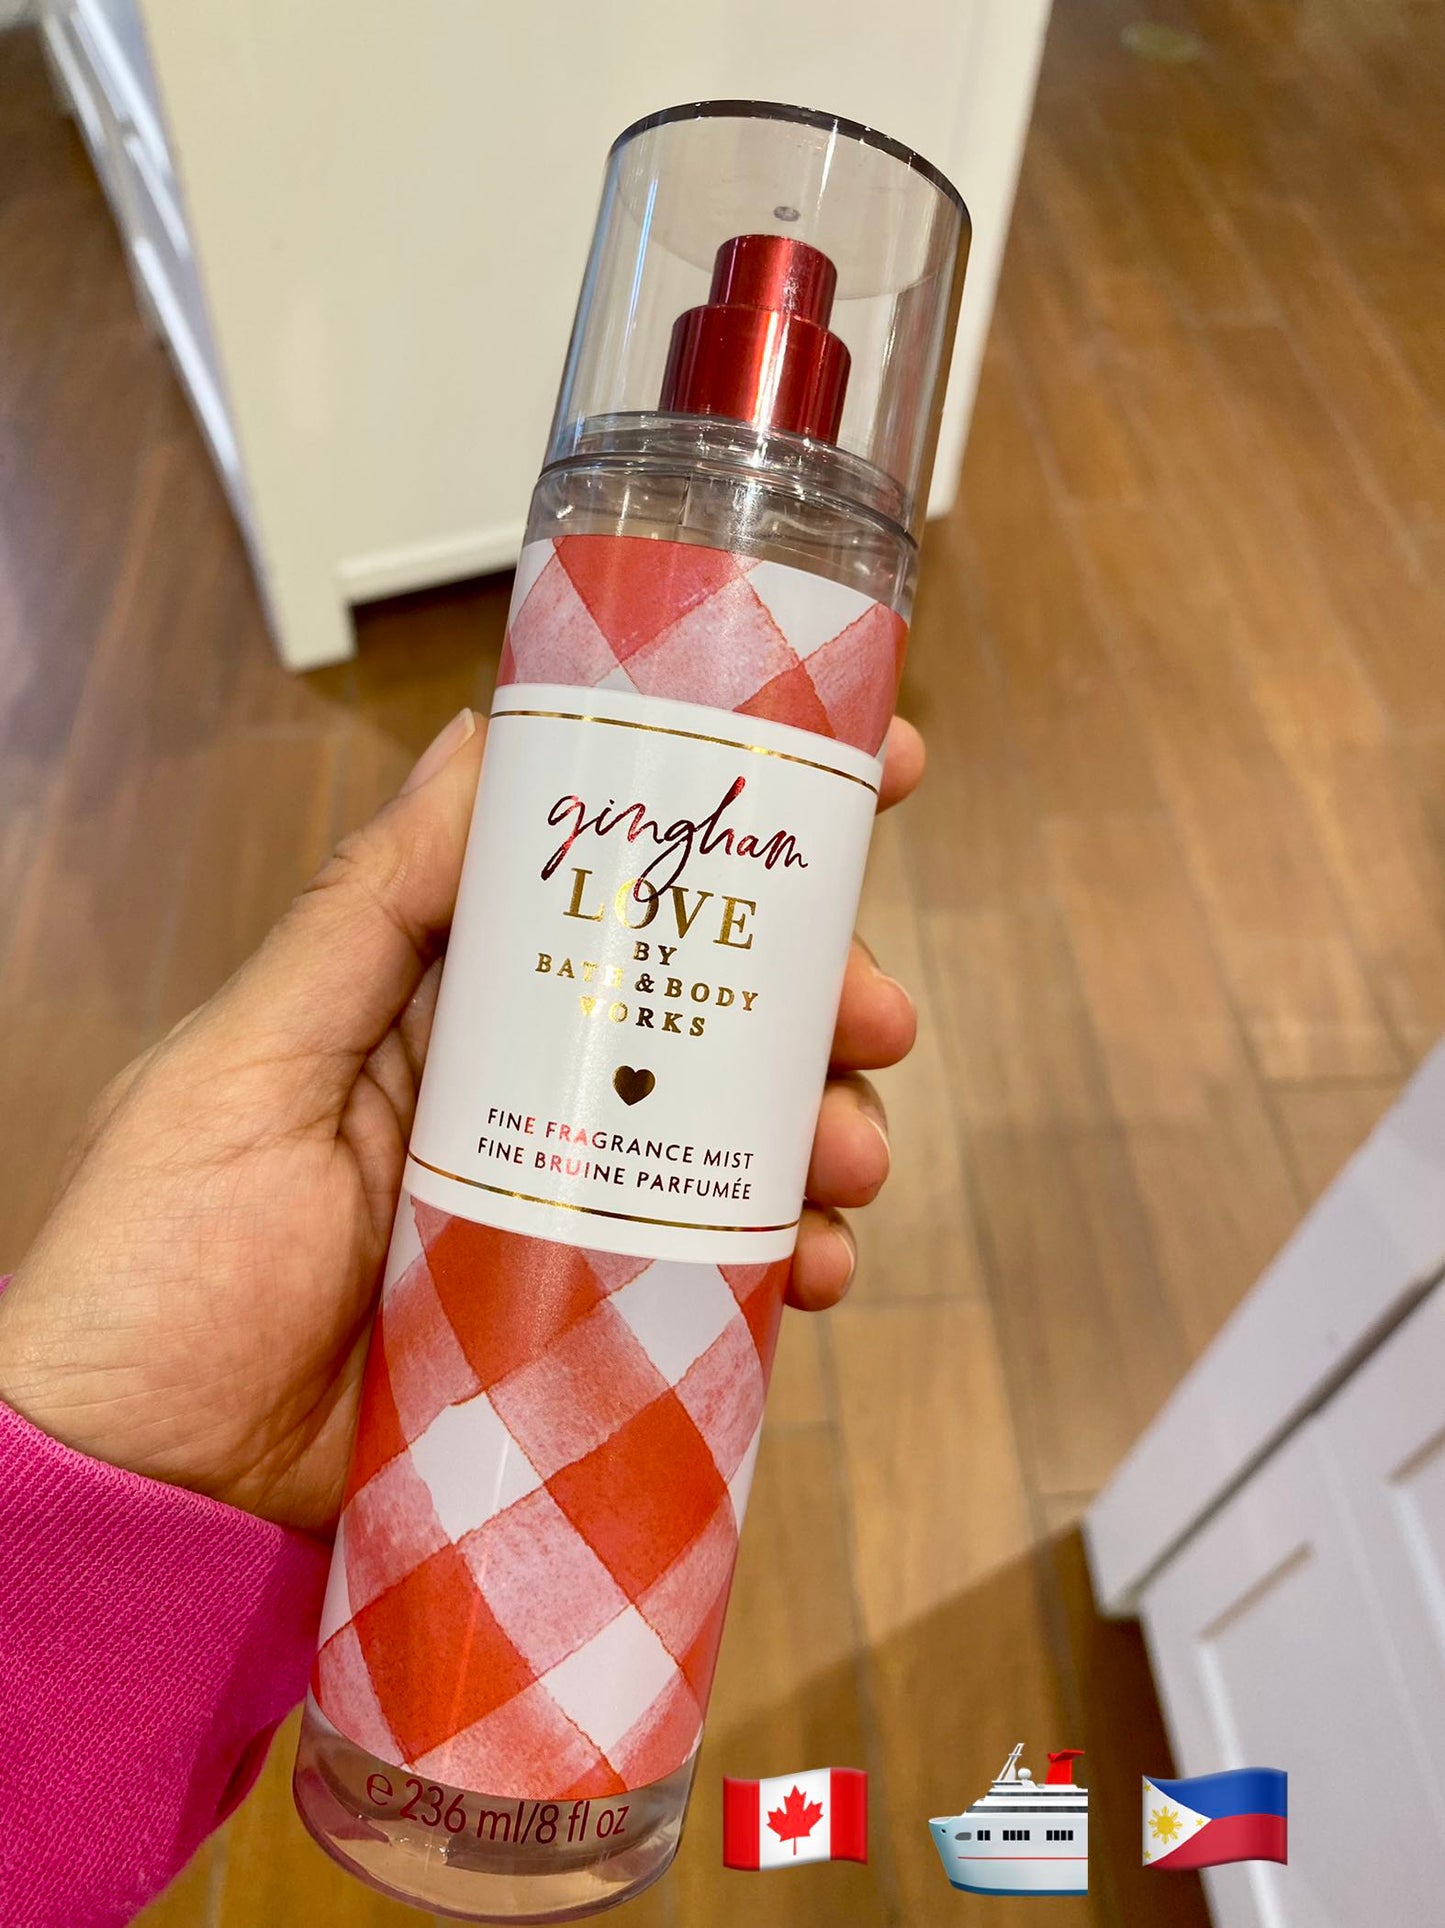 gingham
LOVE
BY
BATH & BODY
WORKS
FINE FRAGRANCE MIST
FINE BRUINE PARFUMÉE
e 236 ml/8 fl oz